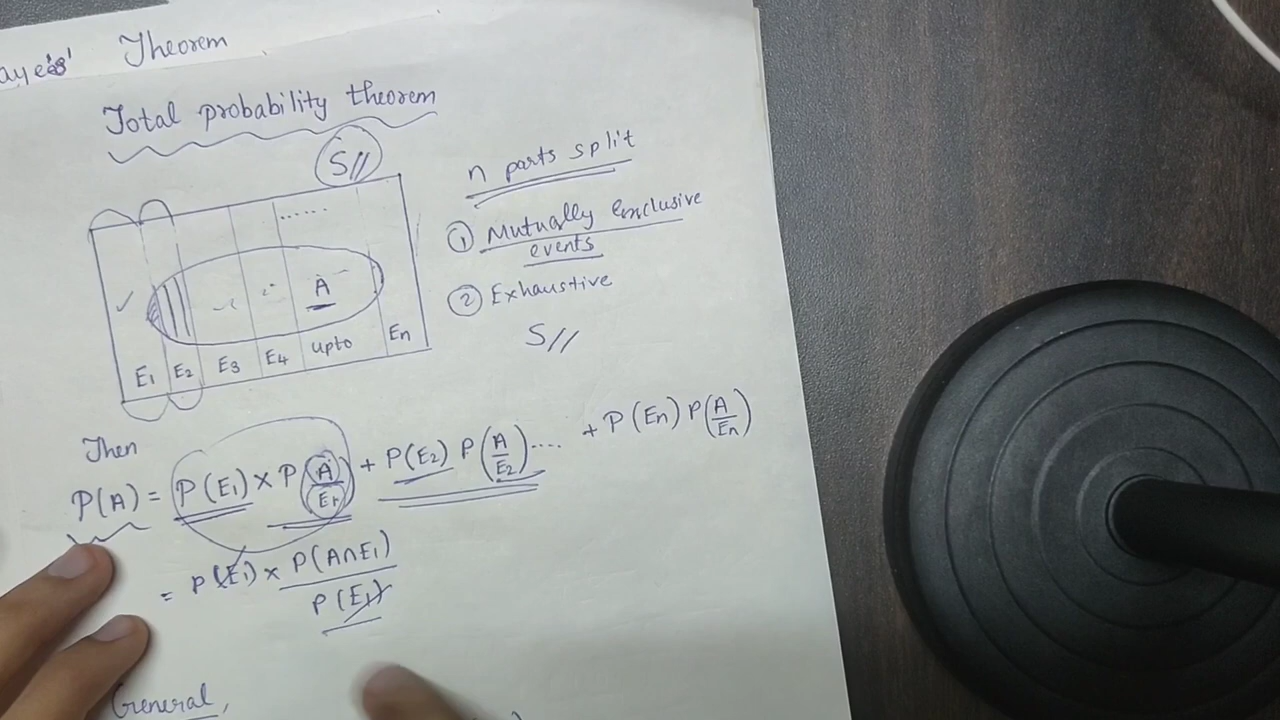 Theorem
Total probability theorem
S//
n parts split
① Mutually exclusive
events
② Exhaustive
S//
......
A
E1 E2 E3 E4 upto En
Then
P(A) = P(E1) × P(A/E1) + P(E2) P(A/E2) .... + P(En) P(A/En)
= P(E1) × P(A∩E1)
P(E1)
General,